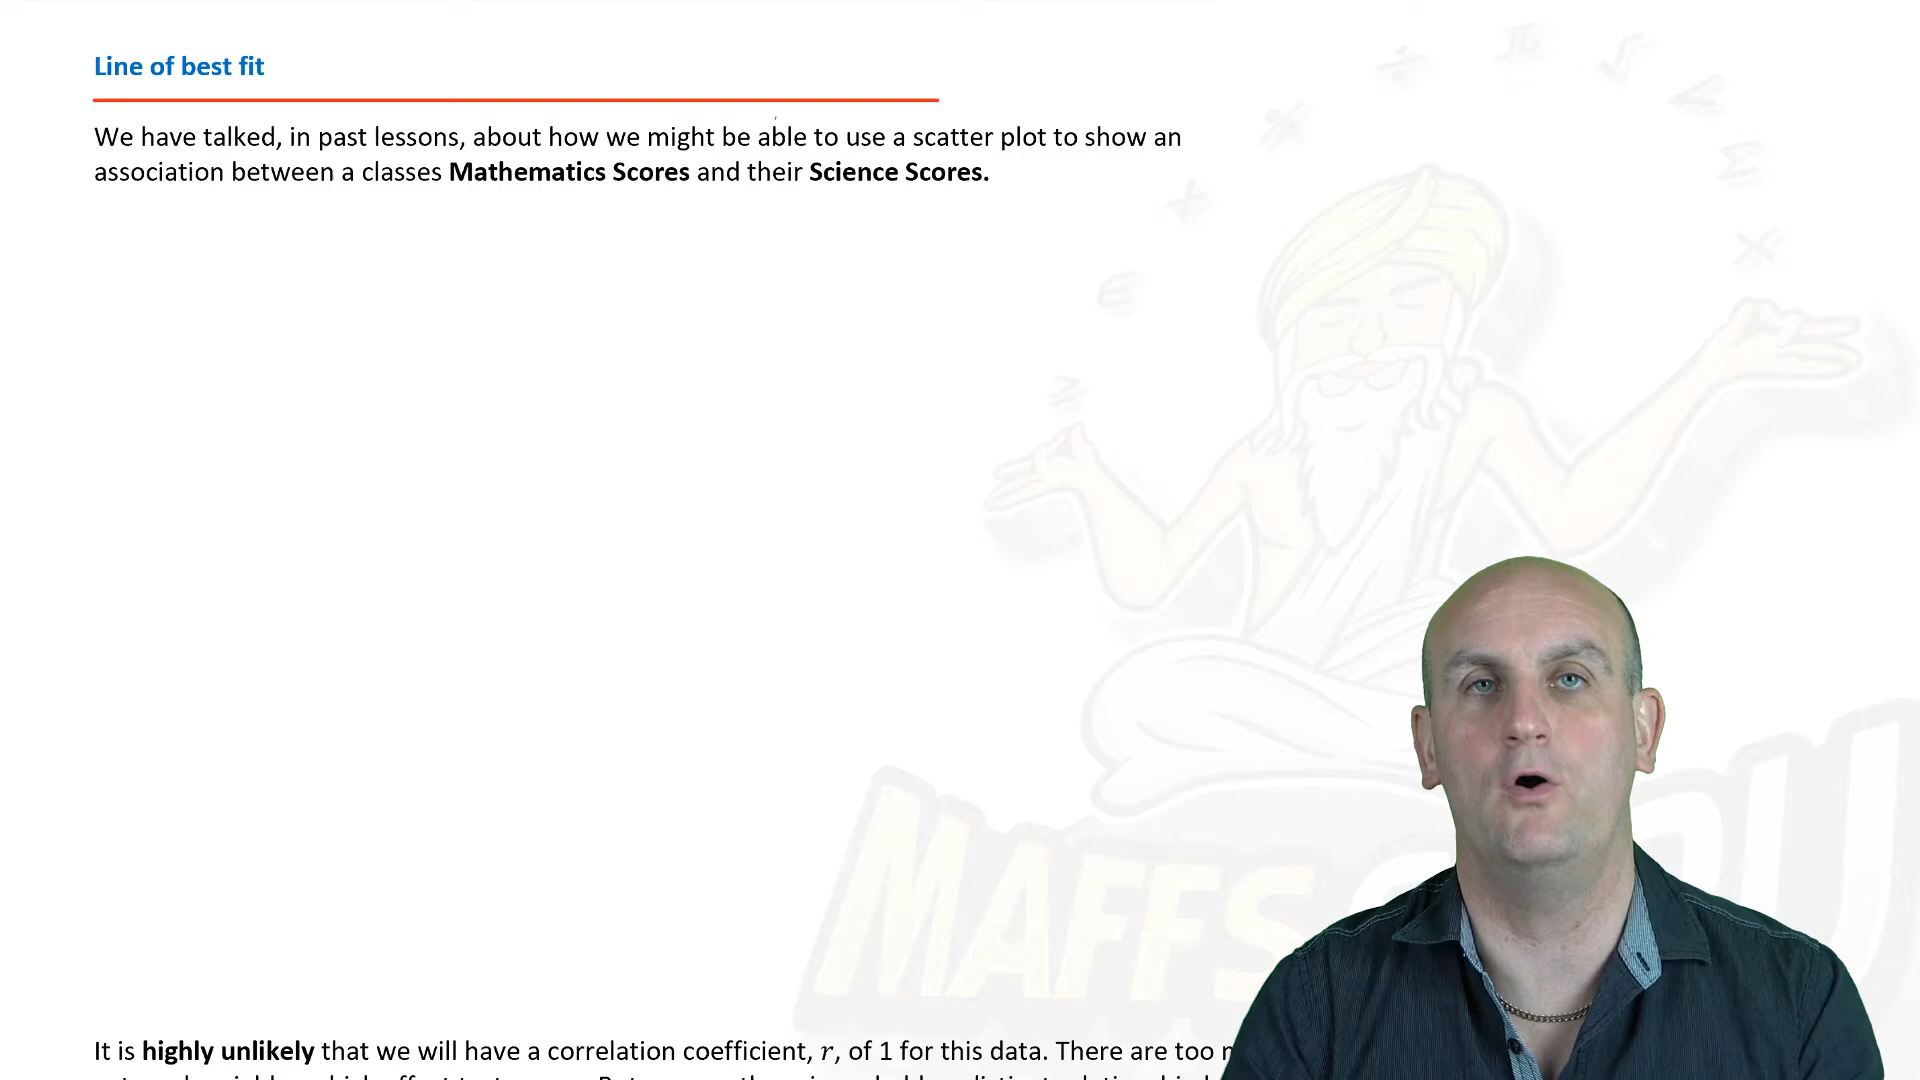 Line of best fit
We have talked, in past lessons, about how we might be able to use a scatter plot to show an
association between a classes Mathematics Scores and their Science Scores.
MAFFS
It is highly unlikely that we will have a correlation coefficient, r, of 1 for this data. There are too